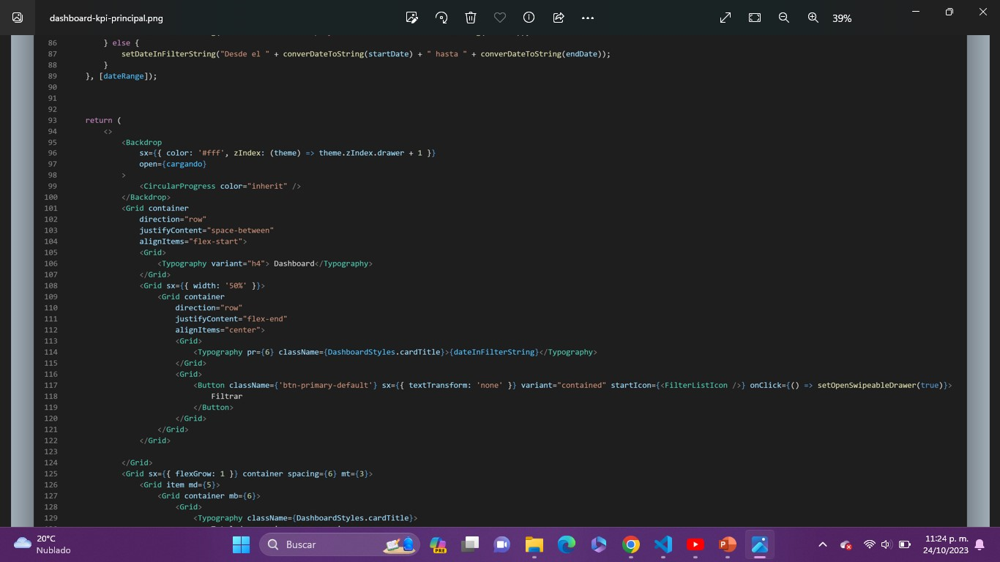 dashboard-kpi-principal.png
39%
86 } else {
87 setDateInFilterString("Desde el " + converDateToString(startDate) + " hasta " + converDateToString(endDate));
88 }
89 }, [dateRange]);
90
91
92
93 return (
94 <>
95 <Backdrop
96 sx={{ color: '#fff', zIndex: (theme) => theme.zIndex.drawer + 1 }}
97 open={cargando}
98 >
99 <CircularProgress color="inherit" />
100 </Backdrop>
101 <Grid container
102 direction="row"
103 justifyContent="space-between"
104 alignItems="flex-start">
105 <Grid>
106 <Typography variant="h4"> Dashboard</Typography>
107 </Grid>
108 <Grid sx={{ width: '50%' }}>
109 <Grid container
110 direction="row"
111 justifyContent="flex-end"
112 alignItems="center">
113 <Grid>
114 <Typography pr={6} className={DashboardStyles.cardTitle}>{dateInFilterString}</Typography>
115 </Grid>
116 <Grid>
117 <Button className={'btn-primary-default'} sx={{ textTransform: 'none' }} variant="contained" startIcon={<FilterListIcon />} onClick={() => setOpenSwipeableDrawer(true)}>
118 Filtrar
119 </Button>
120 </Grid>
121 </Grid>
122 </Grid>
123
124 </Grid>
125 <Grid sx={{ flexGrow: 1 }} container spacing={6} mt={3}>
126 <Grid item md={5}>
127 <Grid container mb={6}>
128 <Grid>
129 <Typography className={DashboardStyles.cardTitle}>
20°C
Nublado
Buscar
PRE
11:24 p. m.
24/10/2023